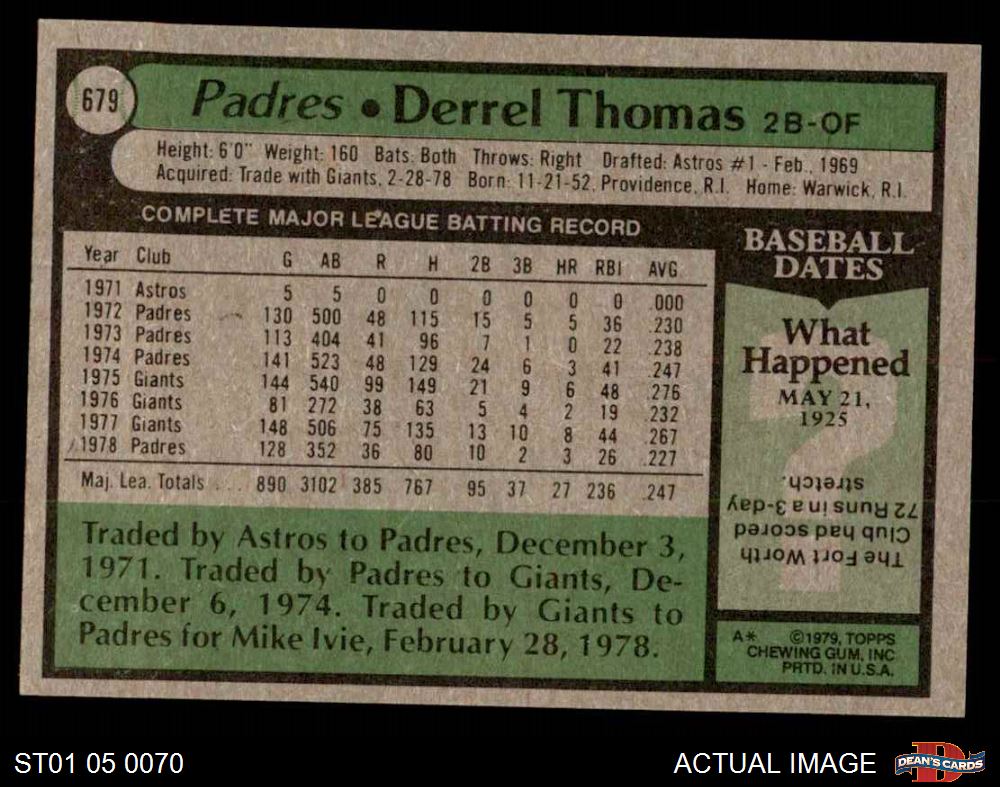 679
Padres • Derrel Thomas 2B-OF
Height: 6'0" Weight: 160 Bats: Both Throws: Right Drafted: Astros #1 - Feb., 1969
Acquired: Trade with Giants, 2-28-78 Born: 11-21-52, Providence, R.I. Home: Warwick, R.I.
COMPLETE MAJOR LEAGUE BATTING RECORD
Year Club G AB R H 2B 3B HR RBI AVG
1971 Astros 5 5 0 0 0 0 0 0 .000
1972 Padres 130 500 48 115 15 5 5 36 .230
1973 Padres 113 404 41 96 7 1 0 22 .238
1974 Padres 141 523 48 129 24 6 3 41 .247
1975 Giants 144 540 99 149 21 9 6 48 .276
1976 Giants 81 272 38 63 5 4 2 19 .232
1977 Giants 148 506 75 135 13 10 8 44 .267
1978 Padres 128 352 36 80 10 2 3 26 .227
Maj. Lea. Totals ... 890 3102 385 767 95 37 27 236 .247
Traded by Astros to Padres, December 3,
1971. Traded by Padres to Giants, De-
cember 6, 1974. Traded by Giants to
Padres for Mike Ivie, February 28, 1978.
BASEBALL
DATES
What
Happened
MAY 21,
1925
?
The Fort Worth
Club had scored
72 Runs in a 3-day
stretch.
A* ©1979, TOPPS
CHEWING GUM, INC
PRTD. IN U.S.A.
ST01 05 0070
ACTUAL IMAGE
D
DEAN'S CARDS